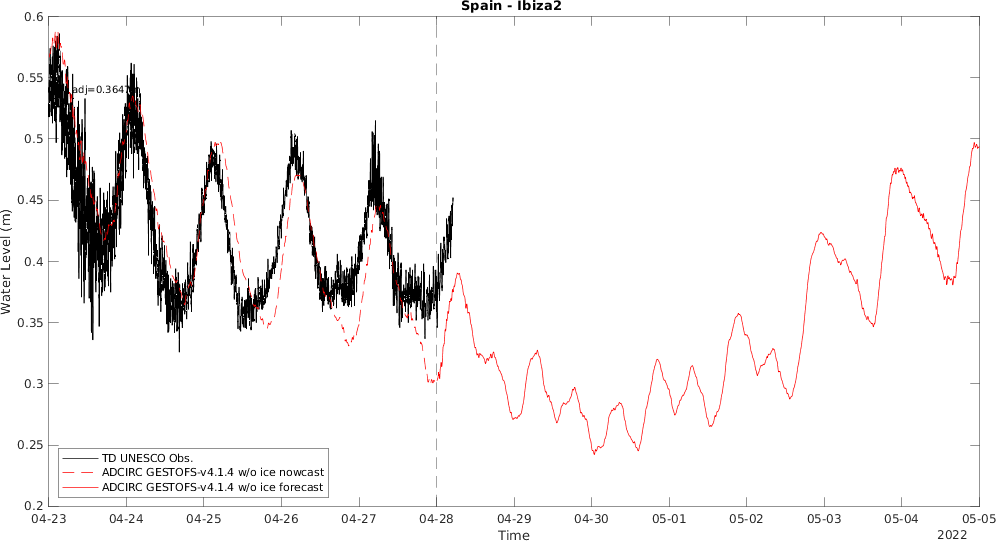 Spain - Ibiza2
0.6
0.55
0.5
0.45
0.4
0.35
0.3
0.25
0.2
Water Level (m)
TD UNESCO Obs.
ADCIRC GESTOFS-v4.1.4 w/o ice nowcast
ADCIRC GESTOFS-v4.1.4 w/o ice forecast
04-23 04-24 04-25 04-26 04-27 04-28 04-29 04-30 05-01 05-02 05-03 05-04 05-05
Time
2022